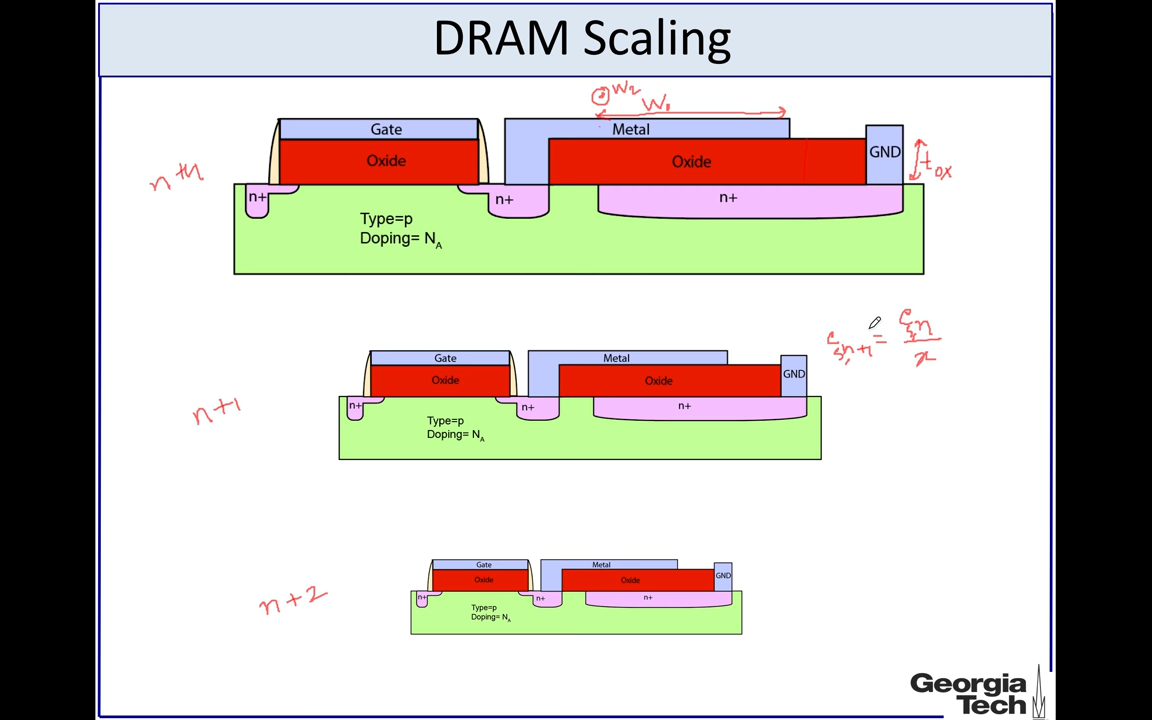 DRAM Scaling
W2
W1
Gate
Metal
Oxide
Oxide
GND
tox
n+
n+
n+
Type=p
Doping= NA
Gate
Metal
Oxide
Oxide
GND
n+1
n+
n+
n+
Type=p
Doping= NA
Gate
Metal
Oxide
Oxide
GND
n+2
n+
n+
n+
Type=p
Doping= NA
Georgia
Tech